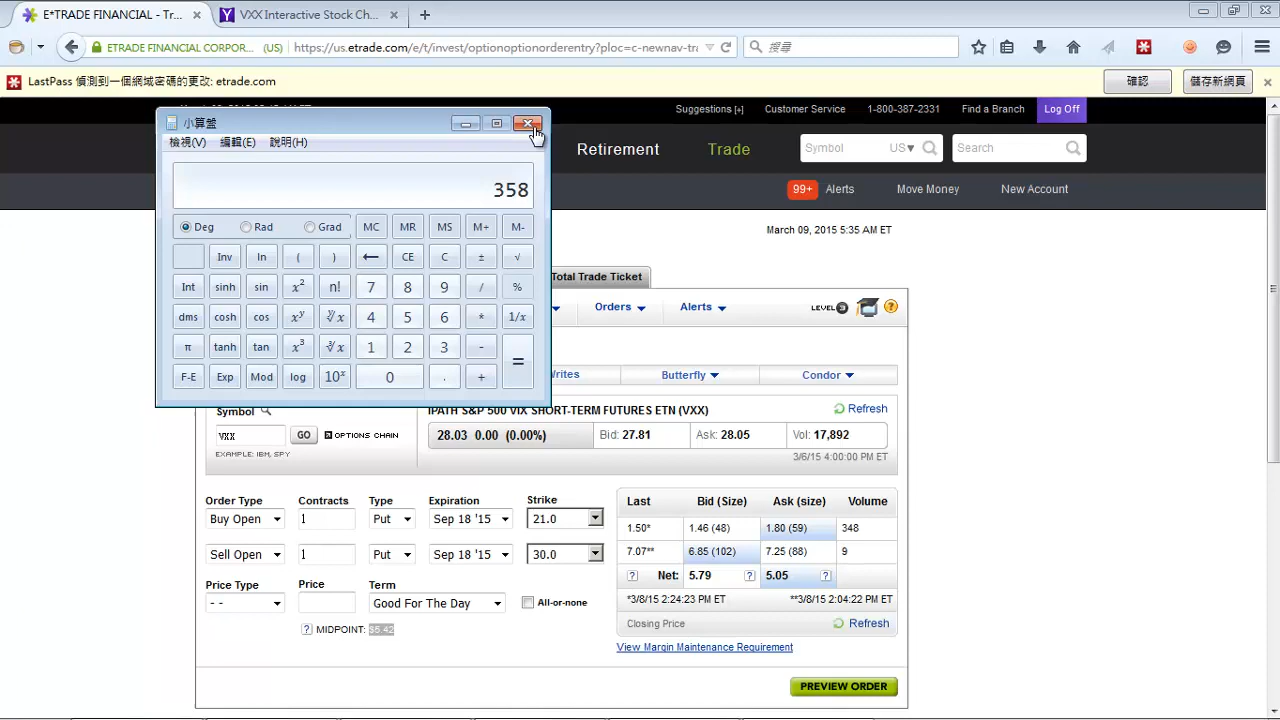 E*TRADE FINANCIAL - Tr...
VXX Interactive Stock Ch...
ETRADE FINANCIAL CORPOR... (US)
https://us.etrade.com/e/t/invest/optionoptionorderentry?ploc=c-newnav-tra
搜尋
LastPass 偵測到一個網域密碼的更改: etrade.com
確認
儲存新網頁
Suggestions [+]
Customer Service
1-800-387-2331
Find a Branch
Log Off
小算盤
檢視(V) 編輯(E) 說明(H)
358
Retirement
Trade
Symbol
US▾
Search
99+ Alerts
Move Money
New Account
Deg Rad Grad MC MR MS M+ M-
Inv ln ( ) ← CE C ± √
Int sinh sin x² n! 7 8 9 / %
dms cosh cos xʸ ʸ√x 4 5 6 * 1/x
π tanh tan x³ ³√x 1 2 3 - =
F-E Exp Mod log 10ˣ 0 . +
March 09, 2015 5:35 AM ET
Total Trade Ticket
Orders
Alerts
LEVEL 3
?
Writes
Butterfly
Condor
Symbol
IPATH S&P 500 VIX SHORT-TERM FUTURES ETN (VXX)
Refresh
VXX
GO
OPTIONS CHAIN
28.03 0.00 (0.00%)
Bid: 27.81
Ask: 28.05
Vol: 17,892
EXAMPLE: IBM, SPY
3/6/15 4:00:00 PM ET
Order Type Contracts Type Expiration Strike
Buy Open 1 Put Sep 18 '15 21.0
Sell Open 1 Put Sep 18 '15 30.0
Last Bid (Size) Ask (size) Volume
1.50* 1.46 (48) 1.80 (59) 348
7.07** 6.85 (102) 7.25 (88) 9
? Net: 5.79 ? 5.05 ?
*3/8/15 2:24:23 PM ET **3/8/15 2:04:22 PM ET
Closing Price
Refresh
Price Type Price Term
- - Good For The Day All-or-none
? MIDPOINT: $5.42
View Margin Maintenance Requirement
PREVIEW ORDER